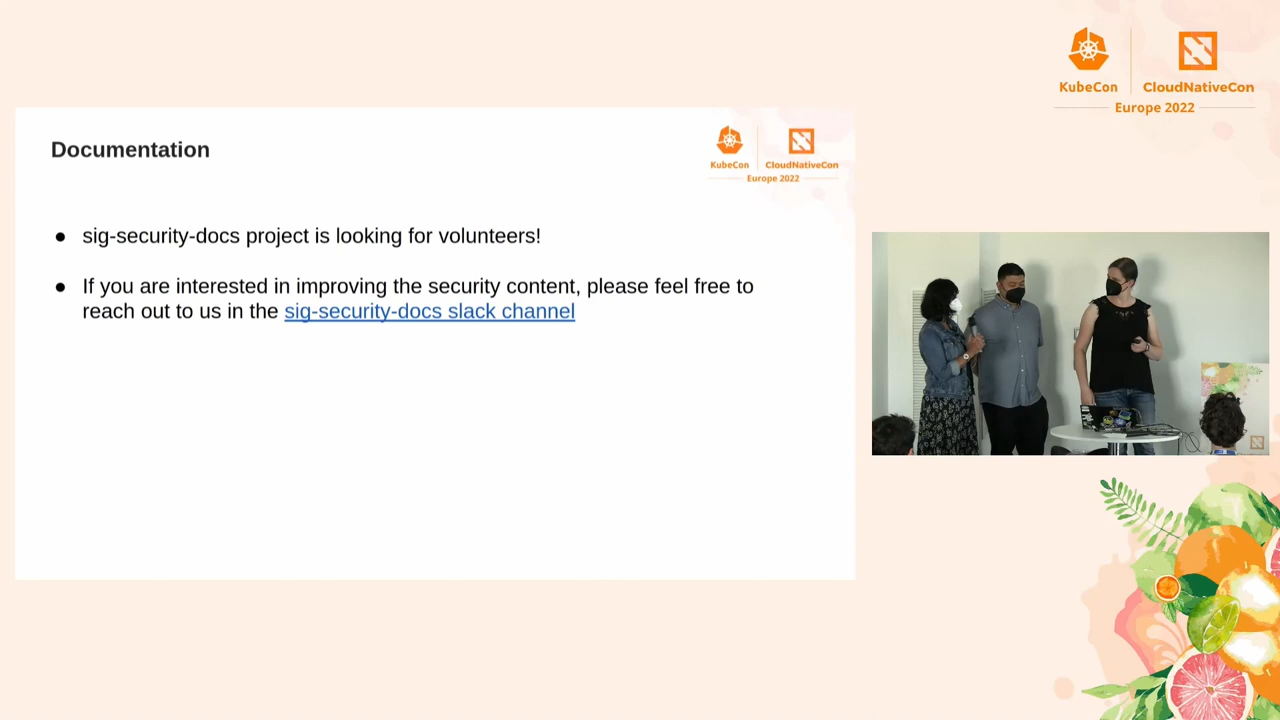 KubeCon
CloudNativeCon
Europe 2022
Documentation
KubeCon
CloudNativeCon
Europe 2022
● sig-security-docs project is looking for volunteers!
● If you are interested in improving the security content, please feel free to
reach out to us in the sig-security-docs slack channel